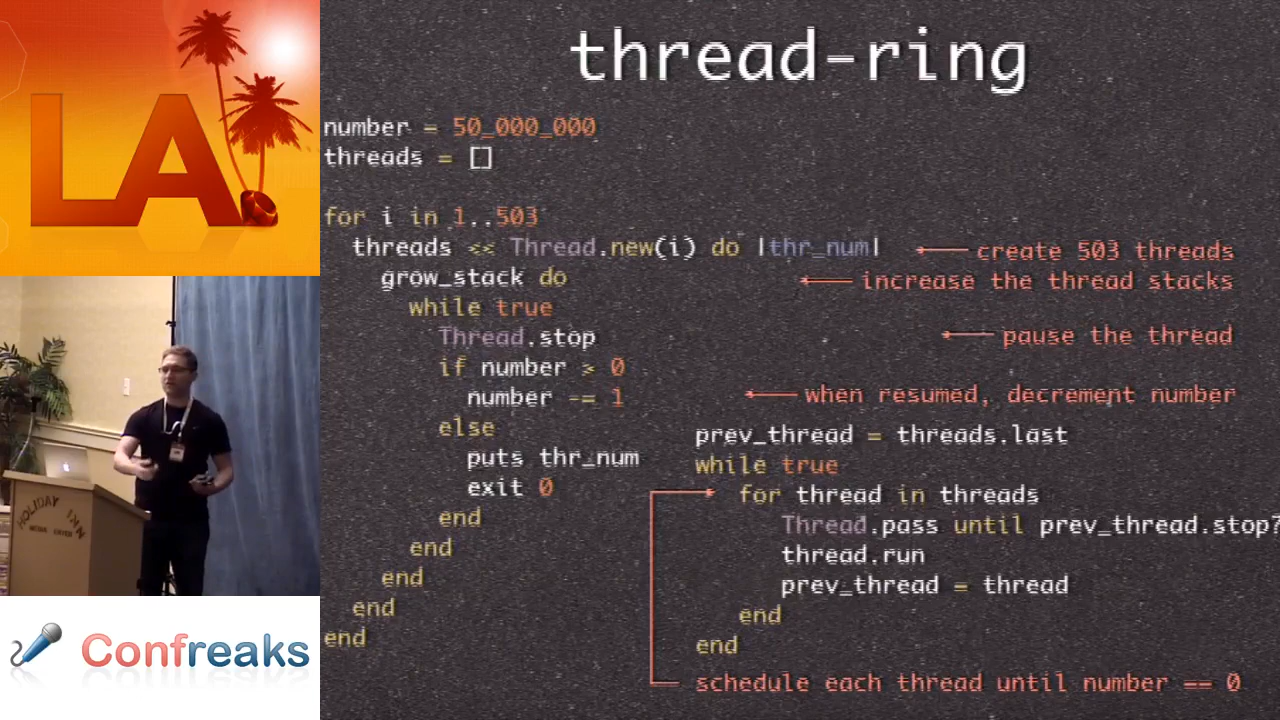 LA.
HOLIDAY INN
Confreaks
thread-ring
number = 50_000_000
threads = []
for i in 1..503
threads << Thread.new(i) do |thr_num|
create 503 threads
grow_stack do
increase the thread stacks
while true
Thread.stop
pause the thread
if number > 0
number -= 1
when resumed, decrement number
else
puts thr_num
exit 0
end
end
end
end
end
prev_thread = threads.last
while true
for thread in threads
Thread.pass until prev_thread.stop?
thread.run
prev_thread = thread
end
end
schedule each thread until number == 0